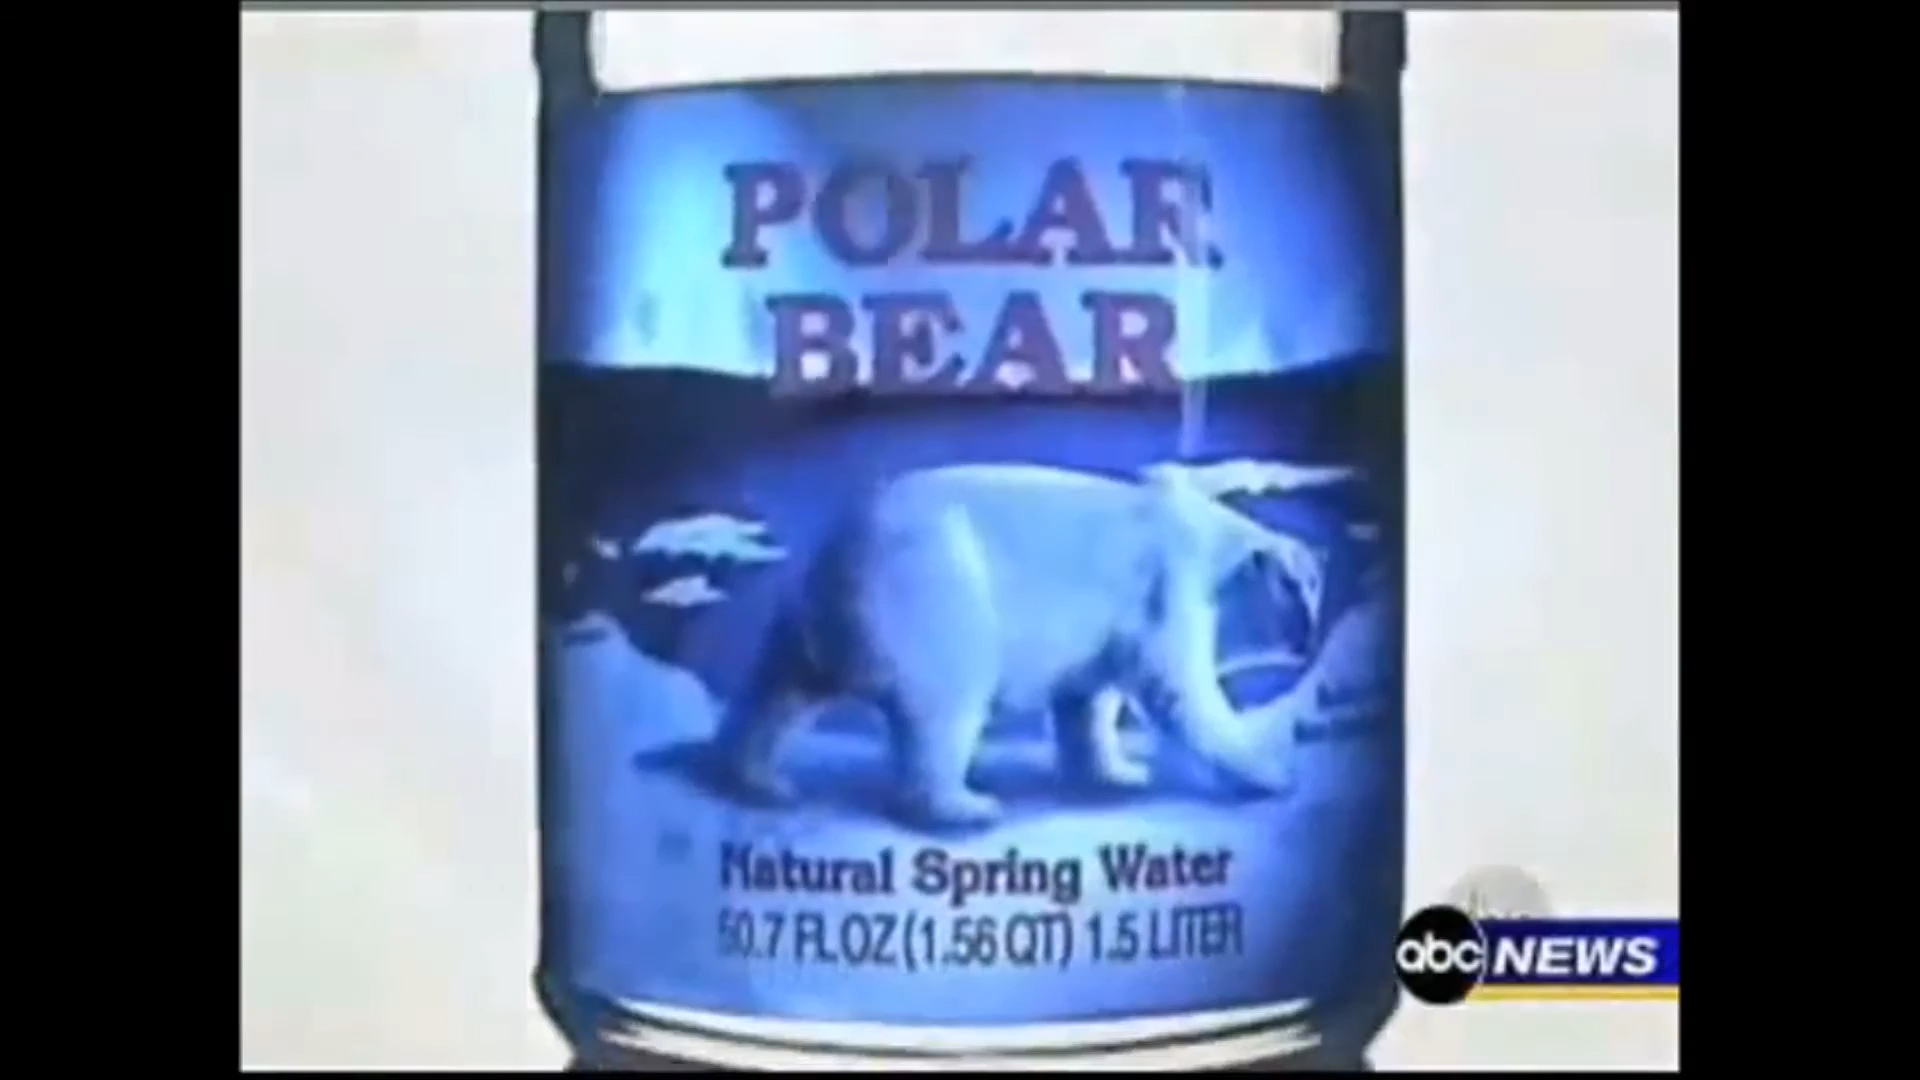 POLAR
BEAR
Natural Spring Water
50.7 FL OZ (1.56 QT) 1.5 LITER
abc NEWS